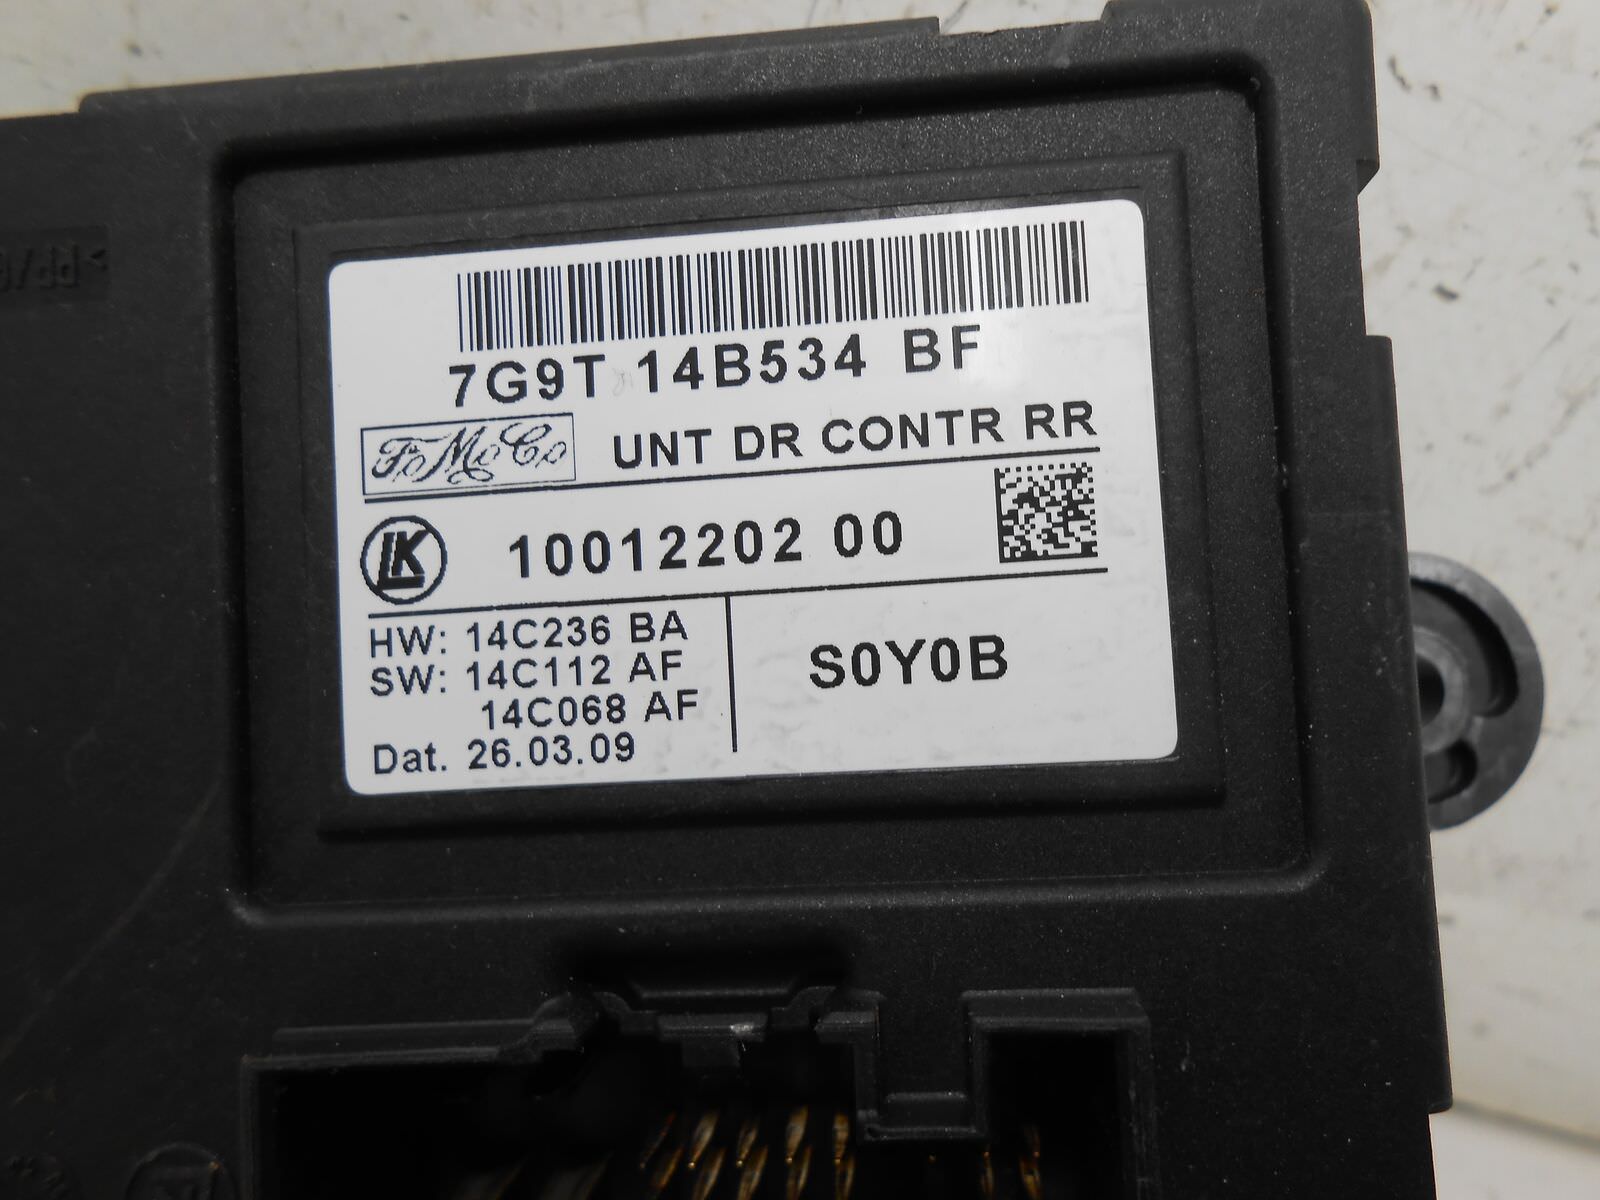 7G9T 14B534 BF
FoMoCo
UNT DR CONTR RR
LK
10012202 00
HW: 14C236 BA
SW: 14C112 AF
14C068 AF
Dat. 26.03.09
S0Y0B